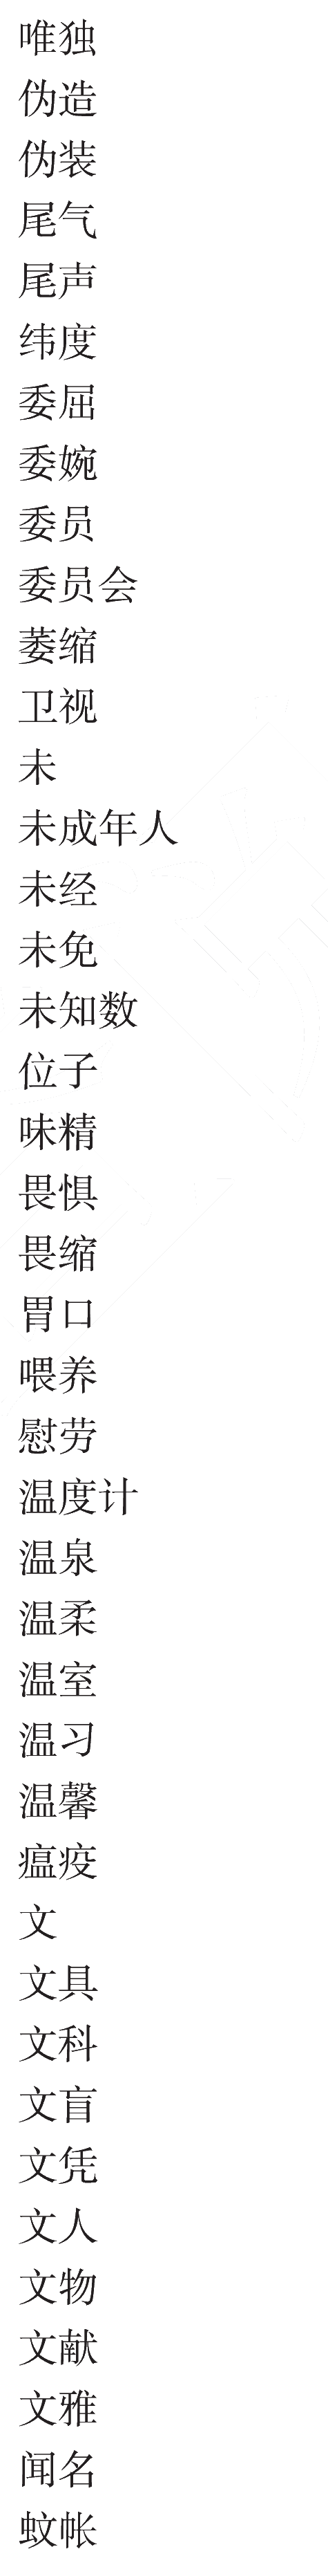 唯独
伪造
伪装
尾气
尾声
纬度
委屈
委婉
委员
委员会
萎缩
卫视
未
未成年人
未经
未免
未知数
位子
味精
畏惧
畏缩
胃口
喂养
慰劳
温度计
温泉
温柔
温室
温习
温馨
瘟疫
文
文具
文科
文盲
文凭
文人
文物
文献
文雅
闻名
蚊帐